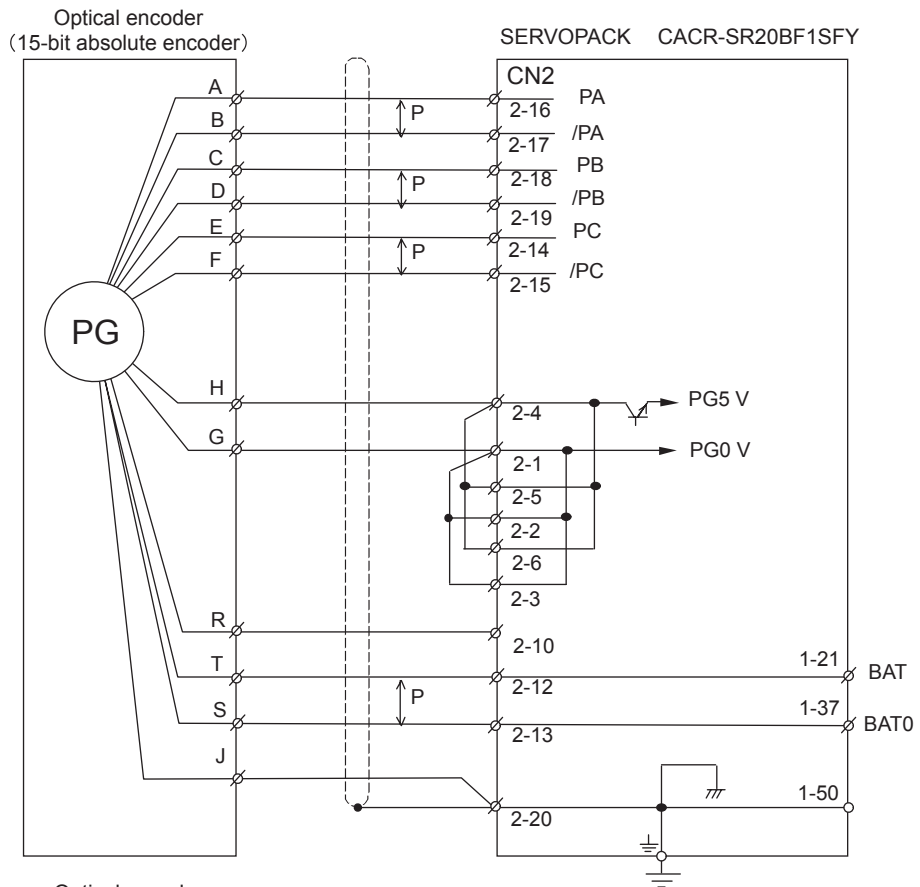 Optical encoder
(15-bit absolute encoder)
SERVOPACK CACR-SR20BF1SFY
CN2
A
2-16
PA
P
B
2-17
/PA
C
2-18
PB
P
D
2-19
/PB
E
2-14
PC
P
F
2-15
/PC
PG
H
2-4
PG5 V
G
2-1
PG0 V
2-5
2-2
2-6
2-3
R
2-10
T
2-12
1-21
BAT
P
S
2-13
1-37
BAT0
J
2-20
1-50